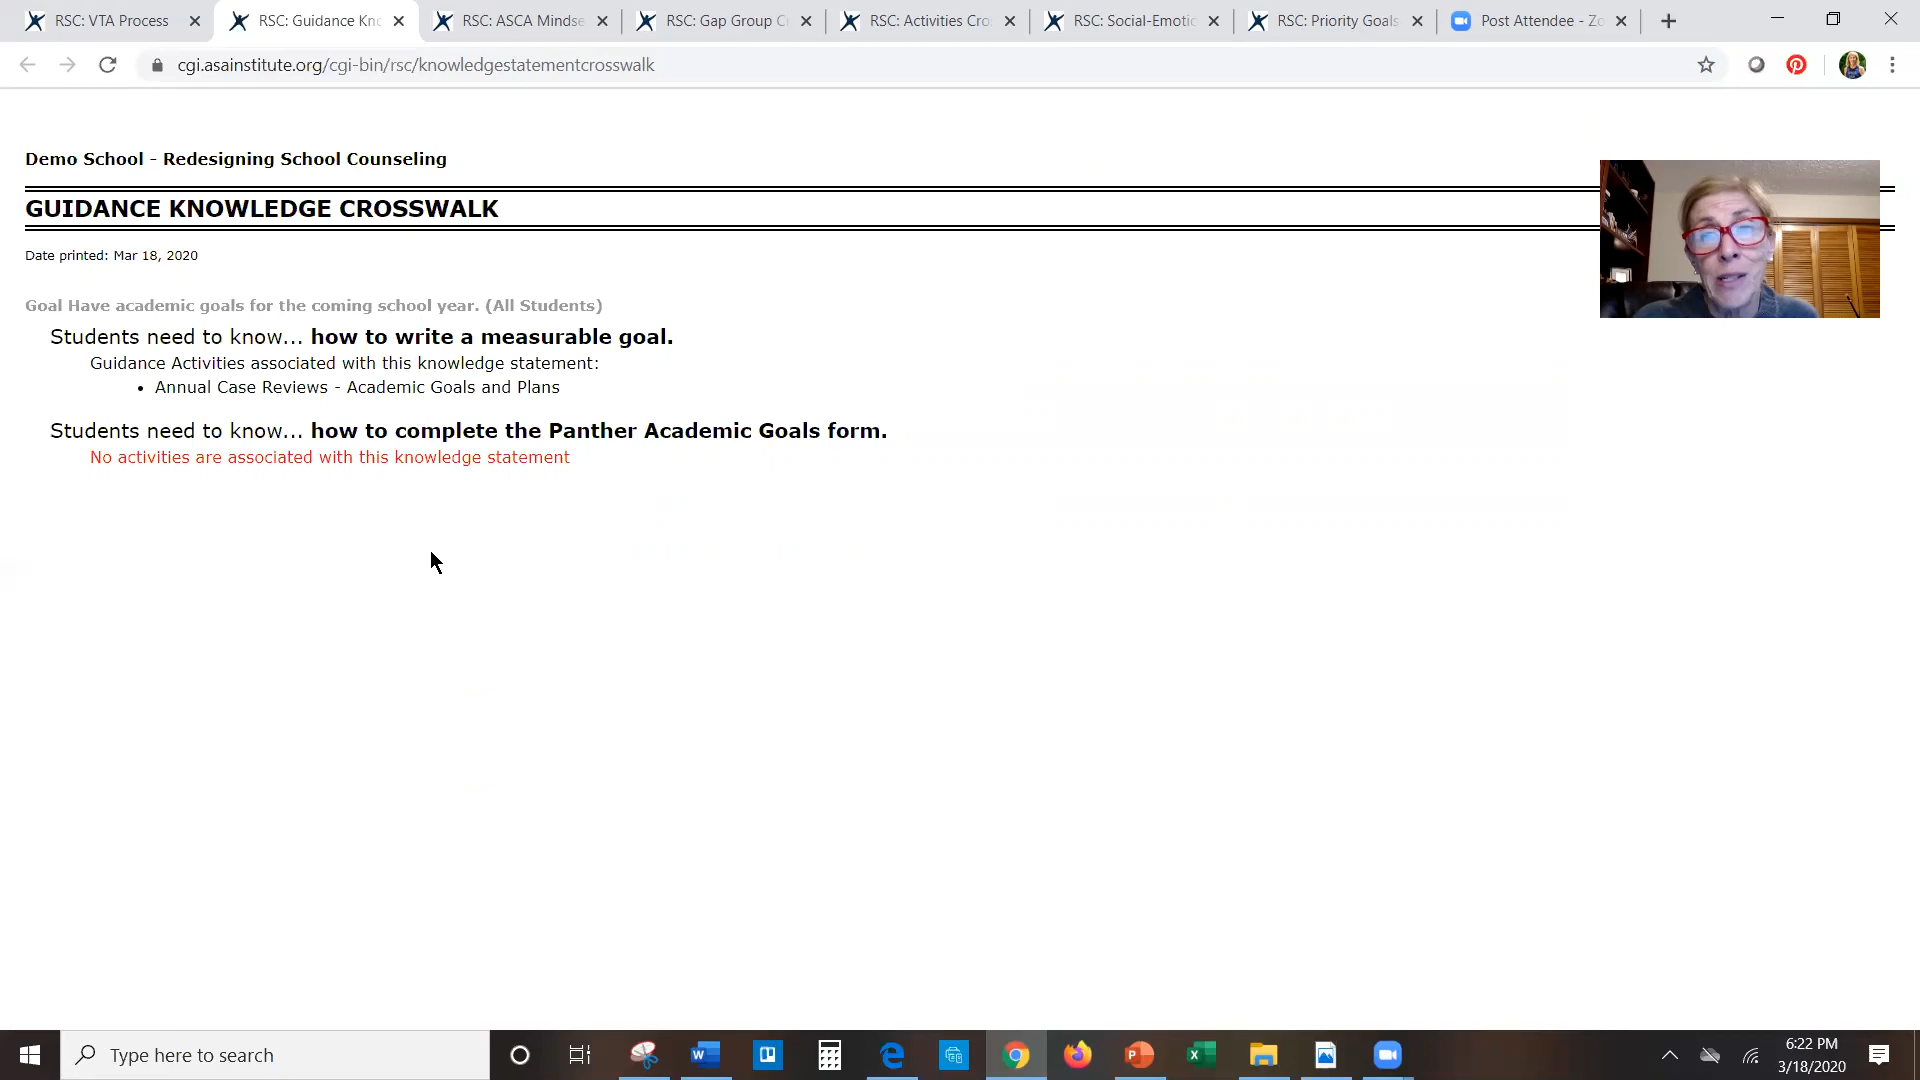 RSC: VTA Process
RSC: Guidance Kno
RSC: ASCA Mindse
RSC: Gap Group C
RSC: Activities Cro
RSC: Social-Emotic
RSC: Priority Goals
Post Attendee - Zo
cgi.asainstitute.org/cgi-bin/rsc/knowledgestatementcrosswalk
Demo School - Redesigning School Counseling
GUIDANCE KNOWLEDGE CROSSWALK
Date printed: Mar 18, 2020
Goal Have academic goals for the coming school year. (All Students)
Students need to know... how to write a measurable goal.
Guidance Activities associated with this knowledge statement:
• Annual Case Reviews - Academic Goals and Plans
Students need to know... how to complete the Panther Academic Goals form.
No activities are associated with this knowledge statement
Type here to search
6:22 PM
3/18/2020